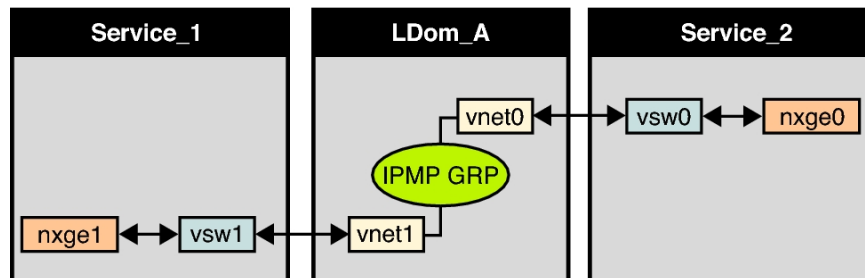 Service_1
LDom_A
Service_2
vnet0
vsw0
nxge0
IPMP GRP
nxge1
vsw1
vnet1